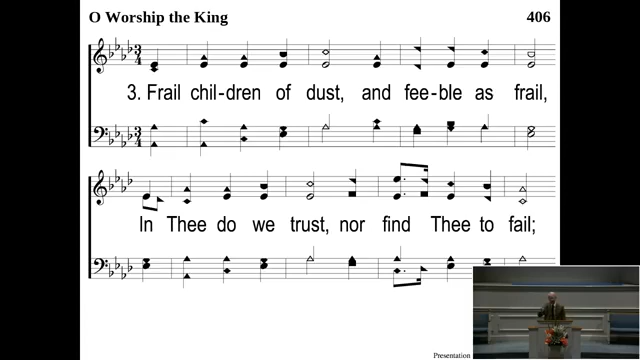 O Worship the King 406
3. Frail chil-dren of dust, and fee-ble as frail,
In Thee do we trust, nor find Thee to fail;
Presentation